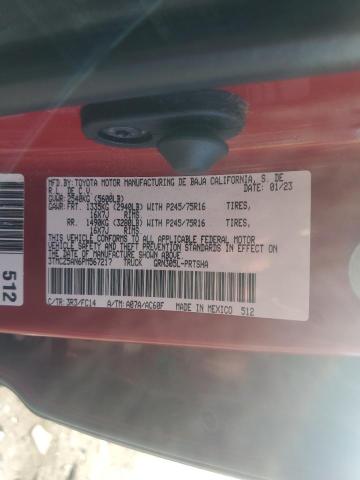 MFD.BY:TOYOTA MOTOR MANUFACTURING DE BAJA CALIFORNIA, S. DE
R.L. DE C.V. 01/23
GVWR: 2540KG (5600LB)
GAWR:FRT. 1335KG (2940LB) WITH P245/75R16 TIRES,
16X7J RIMS
RR. 1490KG (3280LB) WITH P245/75R16 TIRES,
16X7J RIMS
THIS VEHICLE CONFORMS TO ALL APPLICABLE FEDERAL MOTOR
VEHICLE SAFETY AND THEFT PREVENTION STANDARDS IN
EFFECT ON THE DATE OF MANUFACTURE SHOWN ABOVE.
3TMCZ5AN6PM567217 TRUCK GRN305L-PRTSHA
C/TR:3R3/FC14 A/TM: A07A/AC60F MADE IN MEXICO 512
512